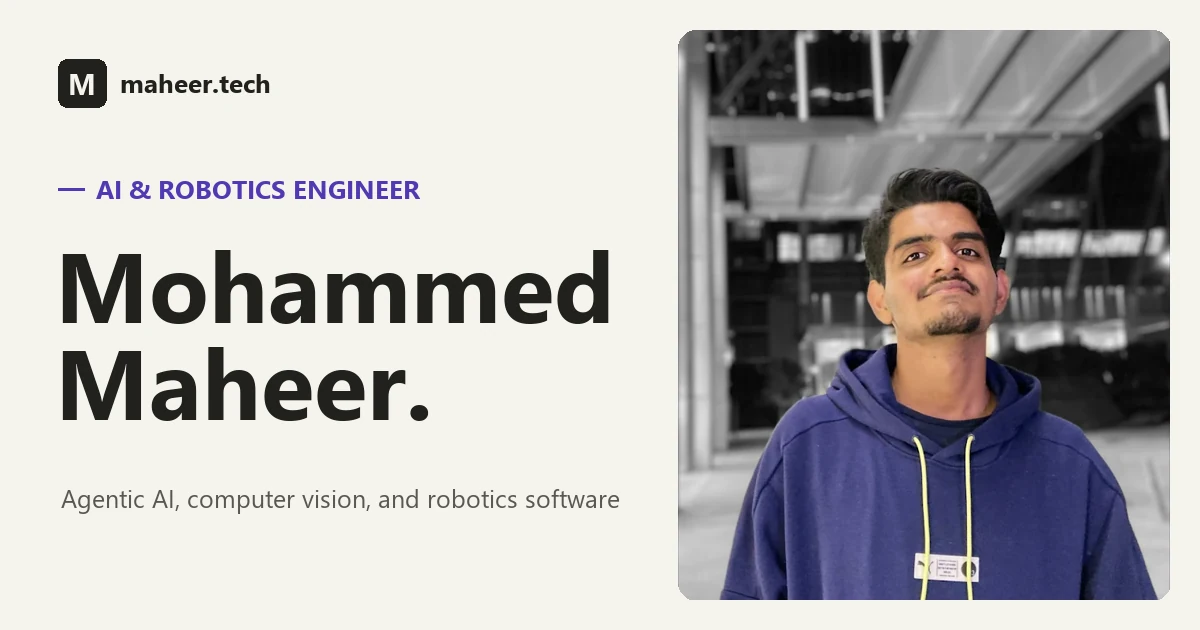 M maheer.tech
— AI & ROBOTICS ENGINEER
Mohammed
Maheer.
Agentic AI, computer vision, and robotics software